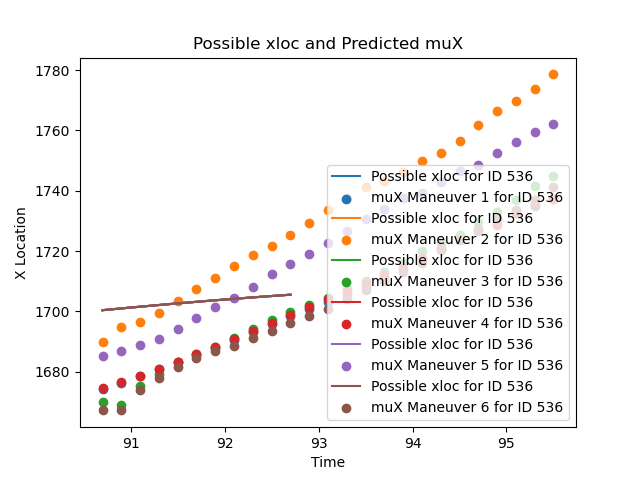 Possible xloc and Predicted muX
1780
1760
1740
1720
1700
1680
X Location
91
92
93
94
95
Time
Possible xloc for ID 536
muX Maneuver 1 for ID 536
Possible xloc for ID 536
muX Maneuver 2 for ID 536
Possible xloc for ID 536
muX Maneuver 3 for ID 536
Possible xloc for ID 536
muX Maneuver 4 for ID 536
Possible xloc for ID 536
muX Maneuver 5 for ID 536
Possible xloc for ID 536
muX Maneuver 6 for ID 536